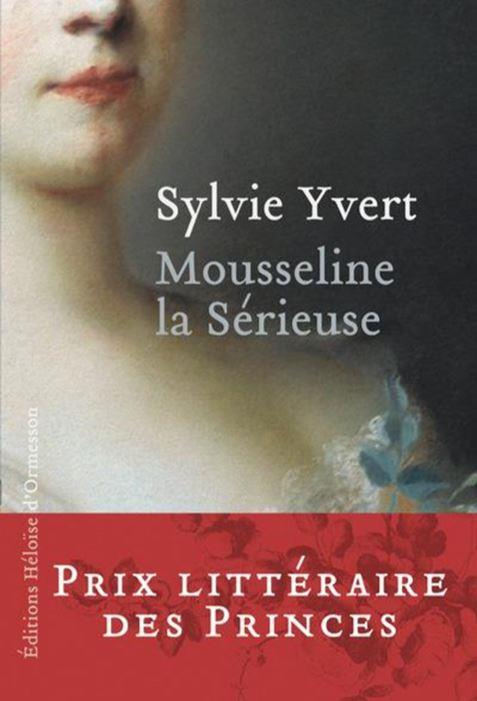 Sylvie Yvert
Mousseline
la Sérieuse
Éditions Héloïse d'Ormesson
PRIX LITTÉRAIRE
DES PRINCES